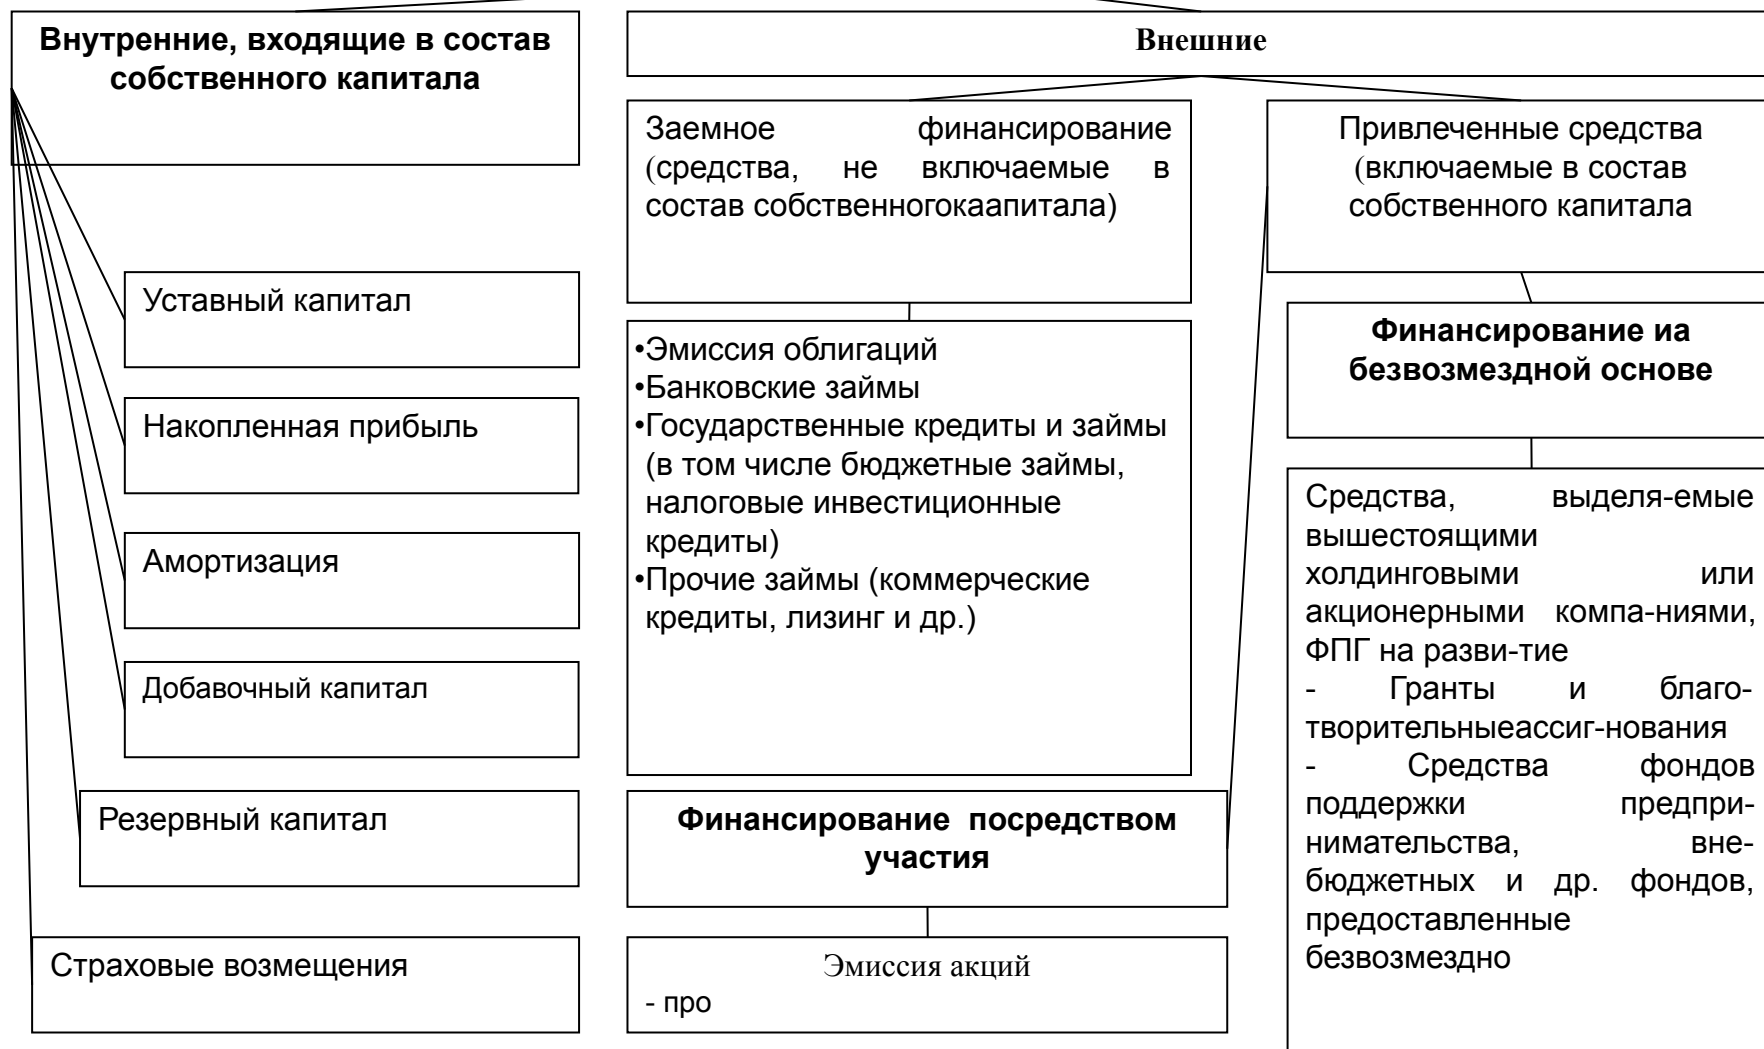 Внутренние, входящие в состав
собственного капитала
Внешние
Заемное финансирование
(средства, не включаемые в
состав собственногокаапитала)
Привлеченные средства
(включаемые в состав
собственного капитала
Уставный капитал
Накопленная прибыль
Амортизация
Добавочный капитал
Резервный капитал
Страховые возмещения
•Эмиссия облигаций
•Банковские займы
•Государственные кредиты и займы
(в том числе бюджетные займы,
налоговые инвестиционные
кредиты)
•Прочие займы (коммерческие
кредиты, лизинг и др.)
Финансирование посредством
участия
Эмиссия акций
- про
Финансирование иа
безвозмездной основе
Средства, выделя-емые
вышестоящими
холдинговыми или
акционерными компа-ниями,
ФПГ на разви-тие
- Гранты и благо-
творительныеассиг-нования
- Средства фондов
поддержки предпри-
нимательства, вне-
бюджетных и др. фондов,
предоставленные
безвозмездно